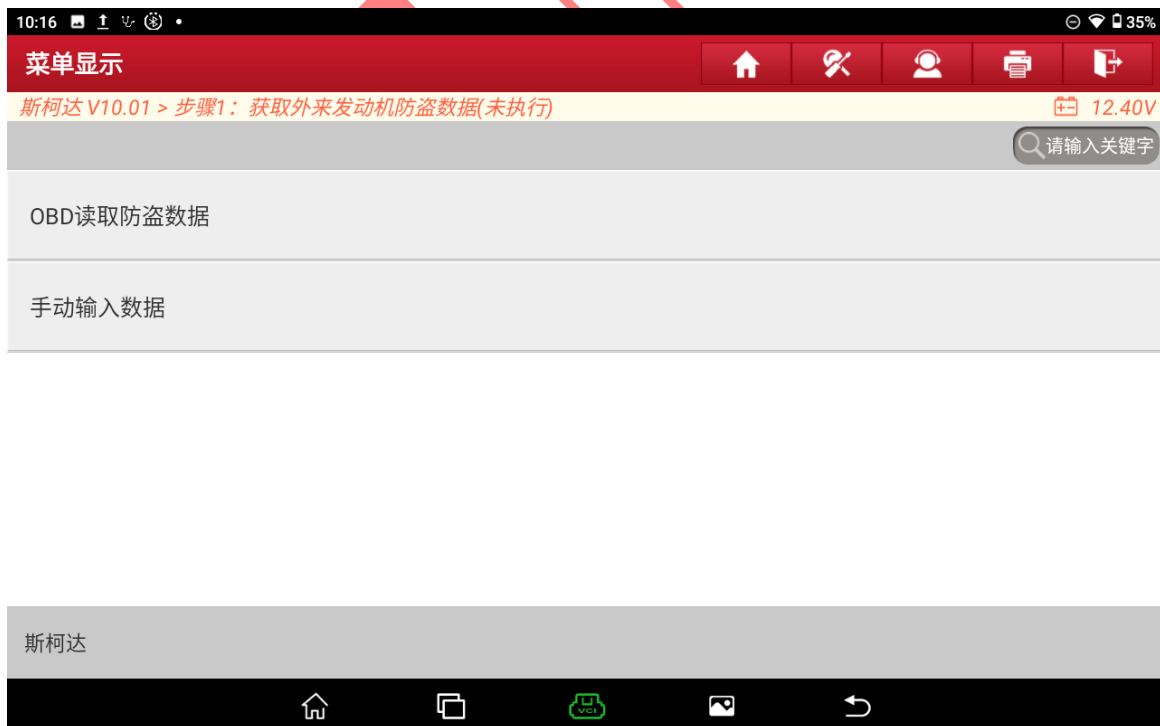 10:16
35%
菜单显示
斯柯达 V10.01 > 步骤1：获取外来发动机防盗数据(未执行)
12.40V
请输入关键字
OBD读取防盗数据
手动输入数据
斯柯达
VCI